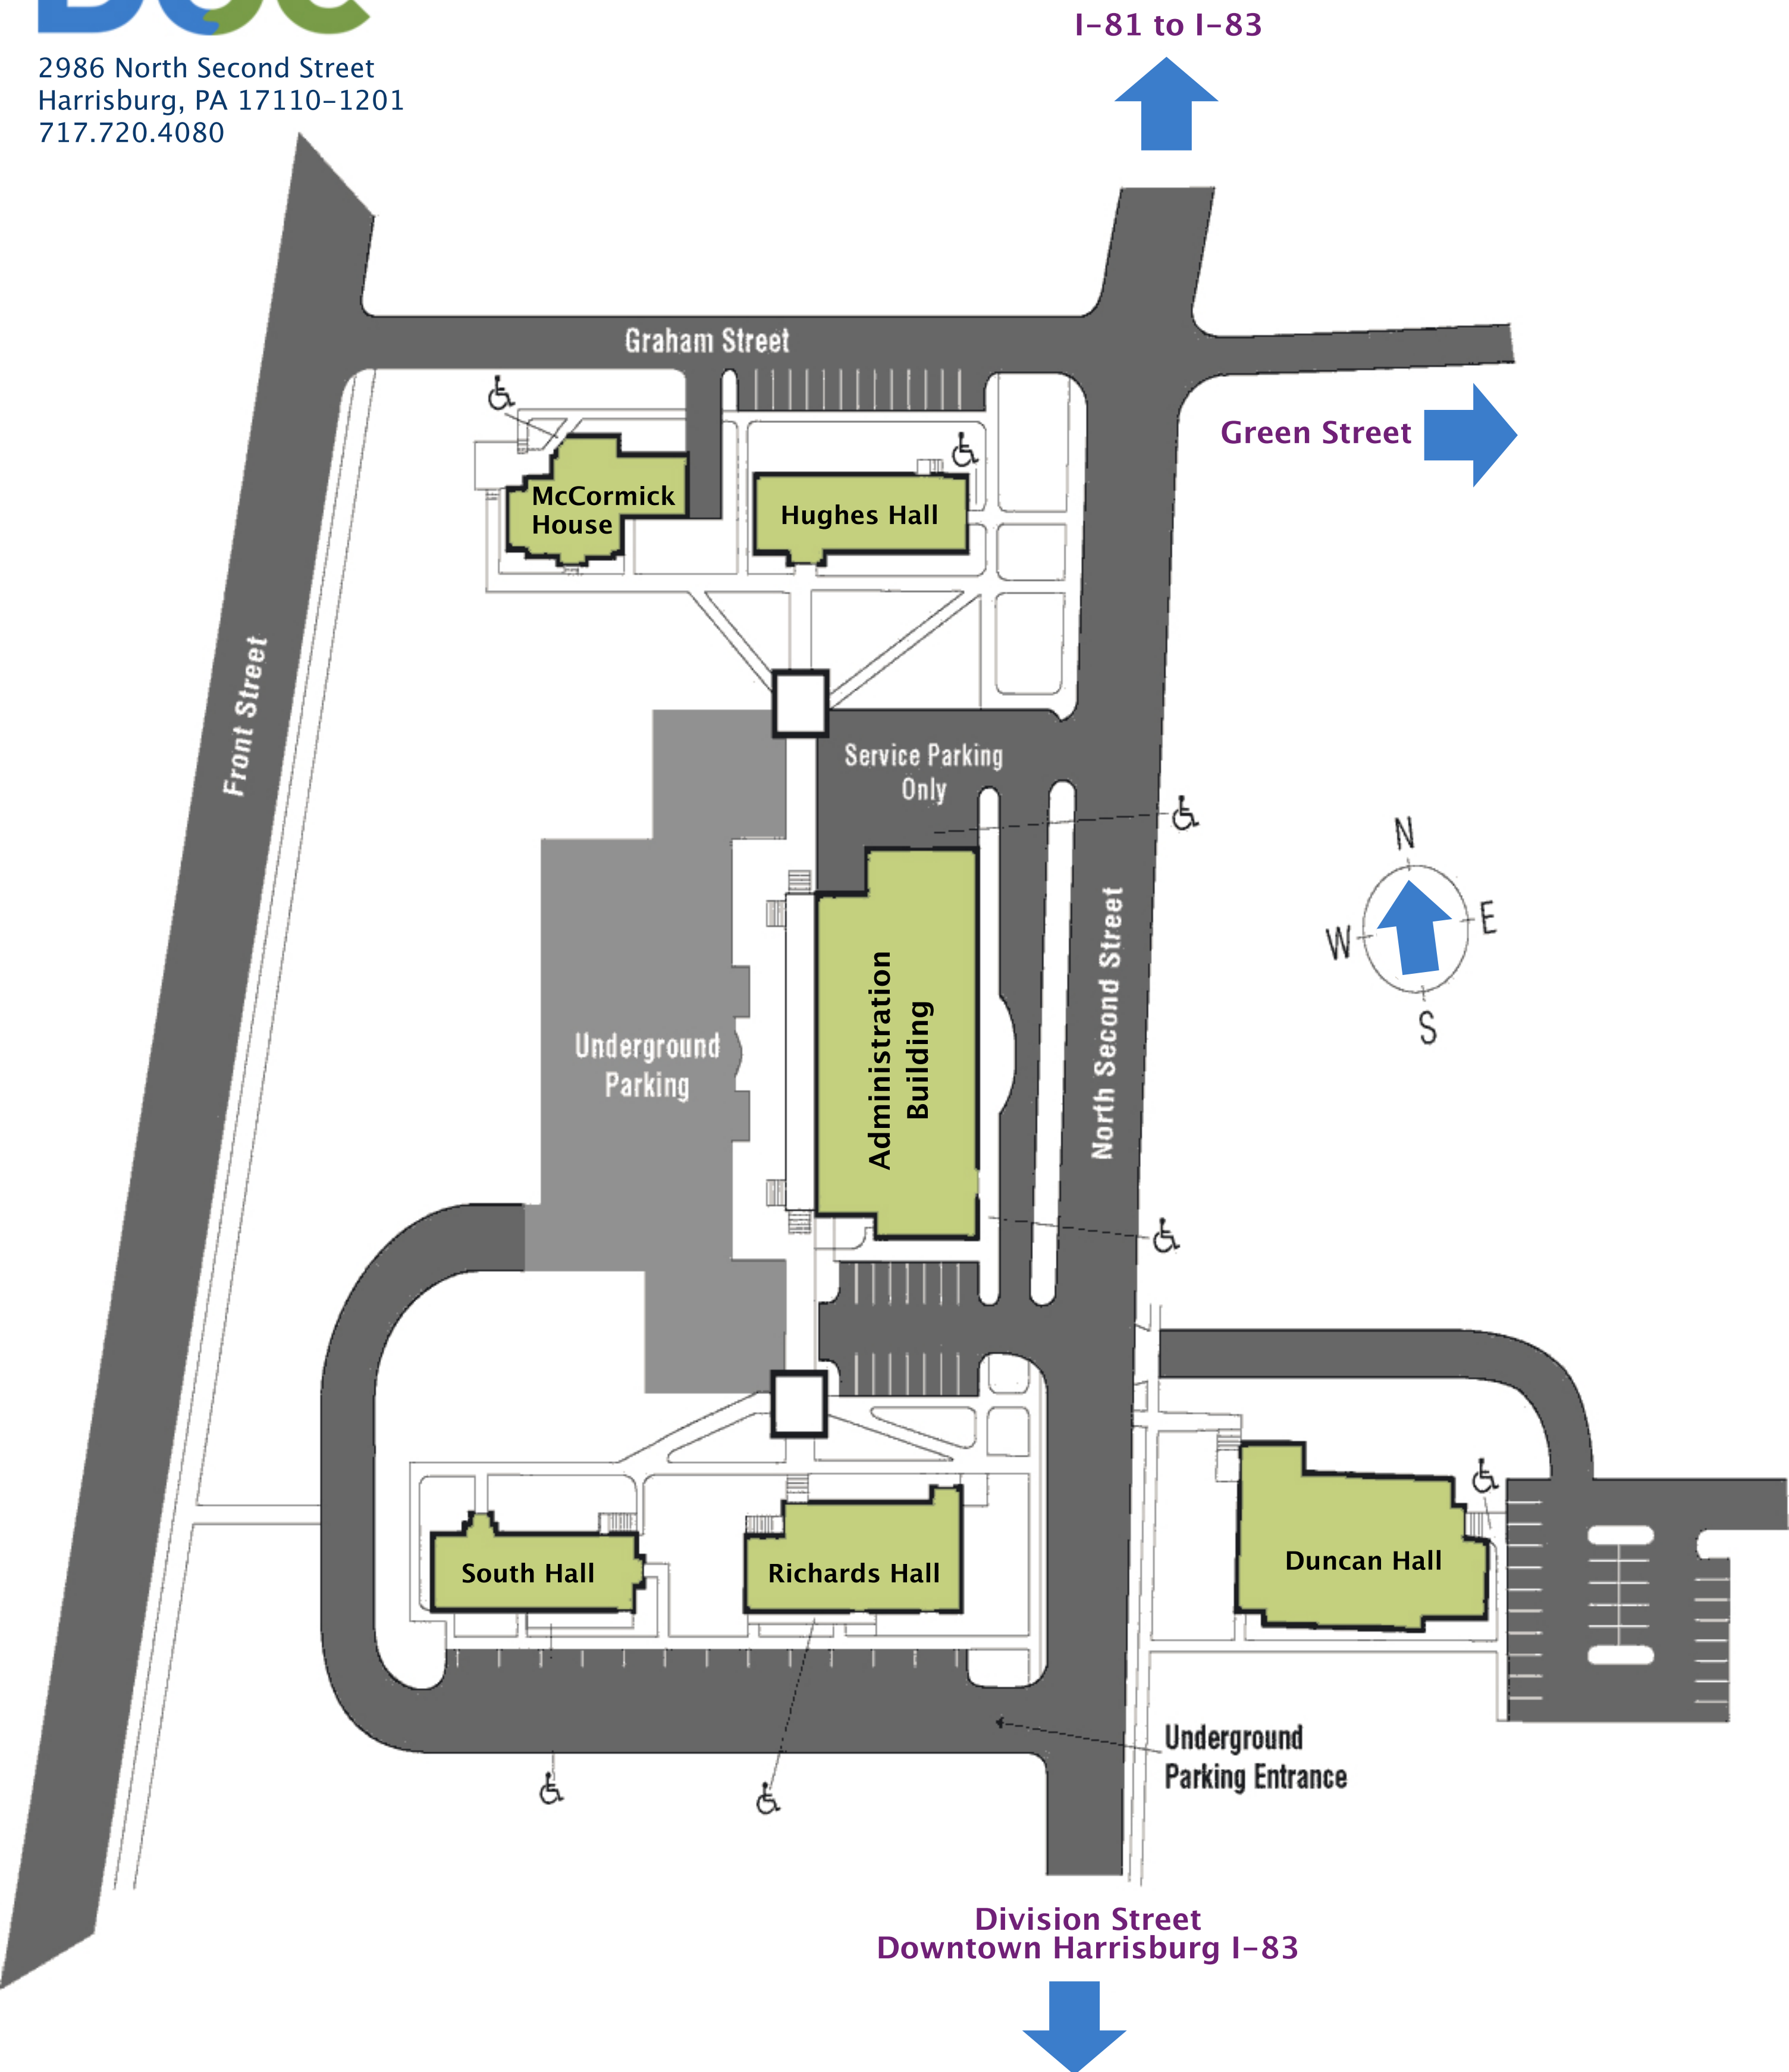 I-81 to I-83
2986 North Second Street
Harrisburg, PA 17110-1201
717.720.4080
Graham Street
Green Street
McCormick
House
Hughes Hall
Front Street
Service Parking
Only
N
W
E
S
Administration
Building
North Second Street
Underground
Parking
South Hall
Richards Hall
Duncan Hall
Underground
Parking Entrance
Division Street
Downtown Harrisburg I-83